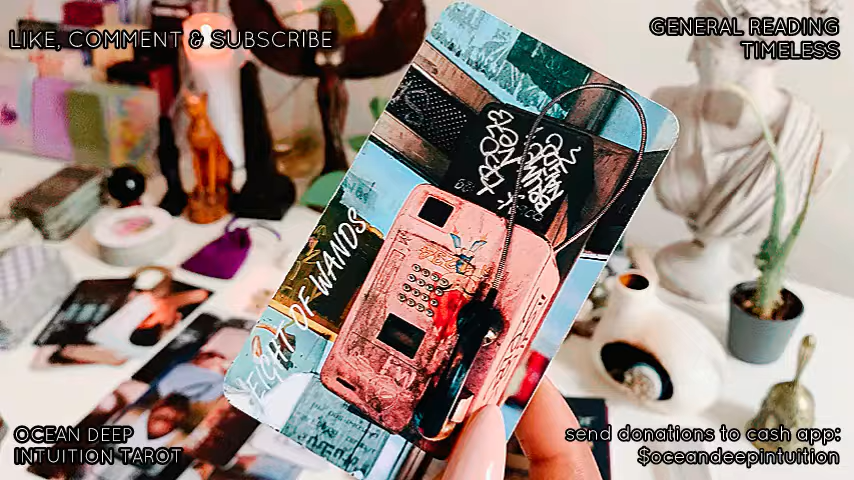 LIKE, COMMENT & SUBSCRIBE
GENERAL READING
TIMELESS
EIGHT OF WANDS
OCEAN DEEP
INTUITION TAROT
send donations to cash app:
$oceandeepintuition